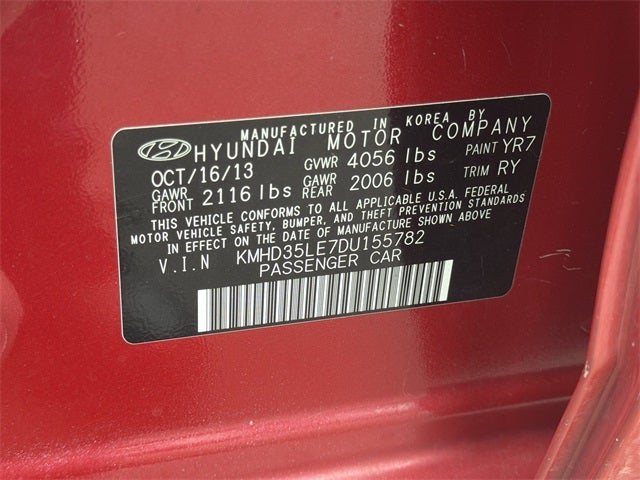 MANUFACTURED IN KOREA BY
HYUNDAI MOTOR COMPANY
OCT/16/13 GVWR 4056 lbs PAINT YR7
GAWR FRONT 2116 lbs GAWR REAR 2006 lbs TRIM RY
THIS VEHICLE CONFORMS TO ALL APPLICABLE U.S.A. FEDERAL
MOTOR VEHICLE SAFETY, BUMPER, AND THEFT PREVENTION STANDARDS
IN EFFECT ON THE DATE OF MANUFACTURE SHOWN ABOVE
V.I.N KMHD35LE7DU155782
PASSENGER CAR